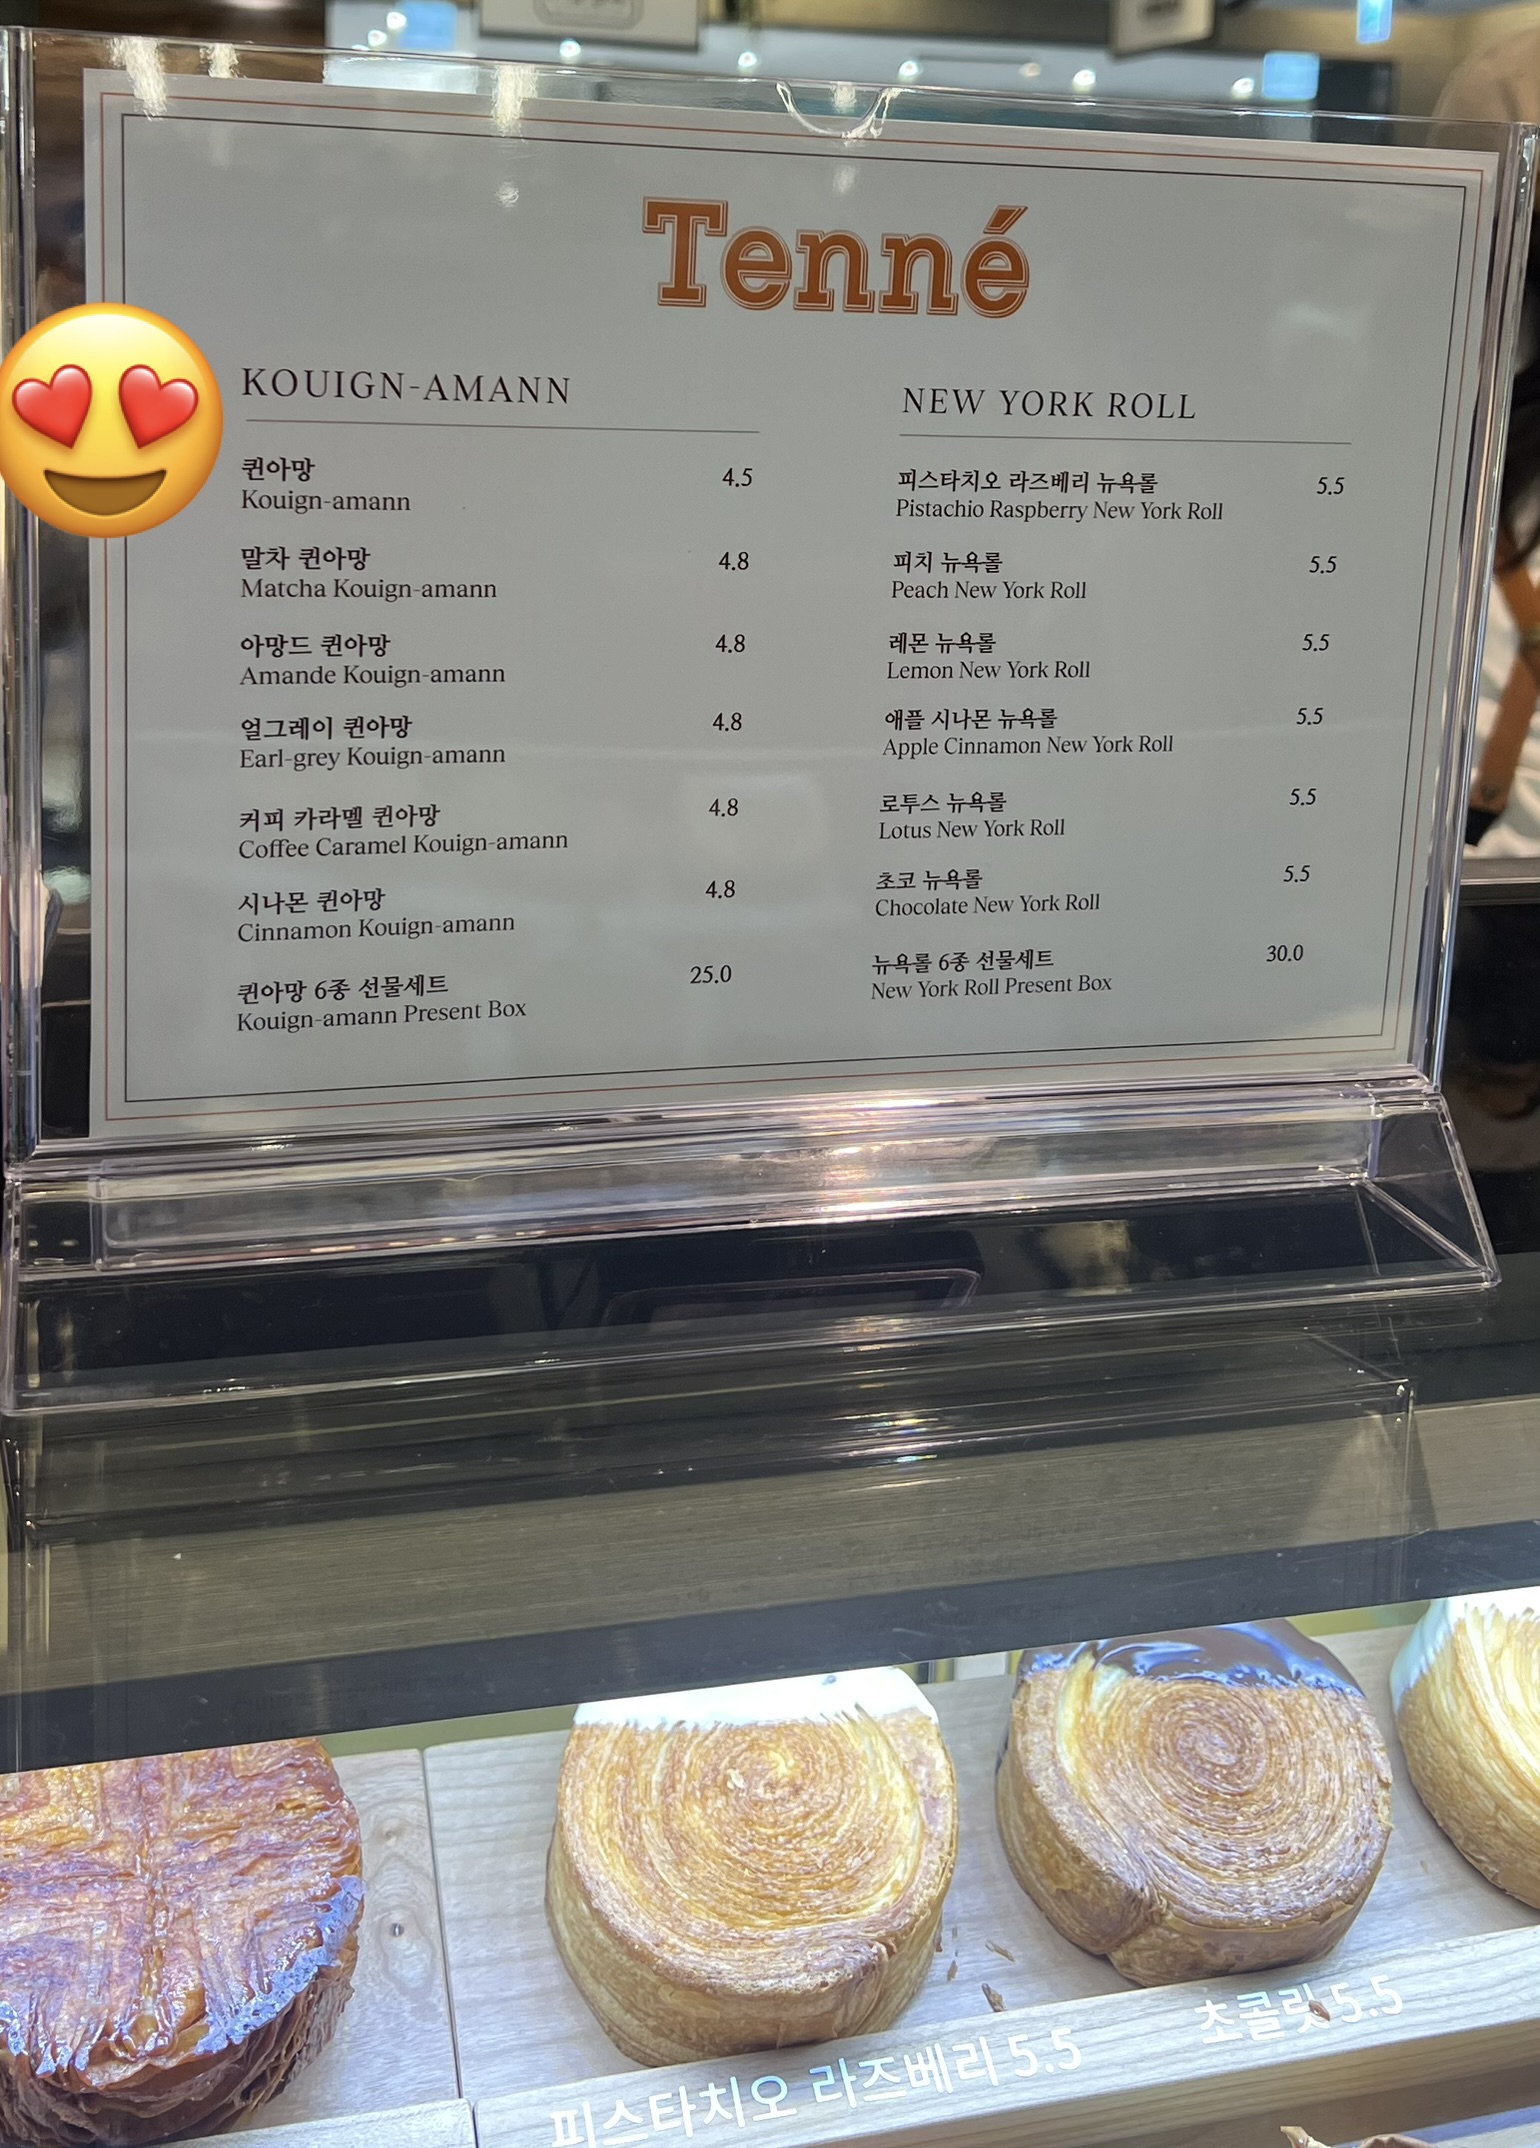 Tenné
KOUIGN-AMANN
퀸아망 4.5
Kouign-amann
말차 퀸아망 4.8
Matcha Kouign-amann
아망드 퀸아망 4.8
Amande Kouign-amann
얼그레이 퀸아망 4.8
Earl-grey Kouign-amann
커피 카라멜 퀸아망 4.8
Coffee Caramel Kouign-amann
시나몬 퀸아망 4.8
Cinnamon Kouign-amann
퀸아망 6종 선물세트 25.0
Kouign-amann Present Box
NEW YORK ROLL
피스타치오 라즈베리 뉴욕롤 5.5
Pistachio Raspberry New York Roll
피치 뉴욕롤 5.5
Peach New York Roll
레몬 뉴욕롤 5.5
Lemon New York Roll
애플 시나몬 뉴욕롤 5.5
Apple Cinnamon New York Roll
로투스 뉴욕롤 5.5
Lotus New York Roll
초코 뉴욕롤 5.5
Chocolate New York Roll
뉴욕롤 6종 선물세트 30.0
New York Roll Present Box
피스타치오 라즈베리 5.5
초콜릿 5.5